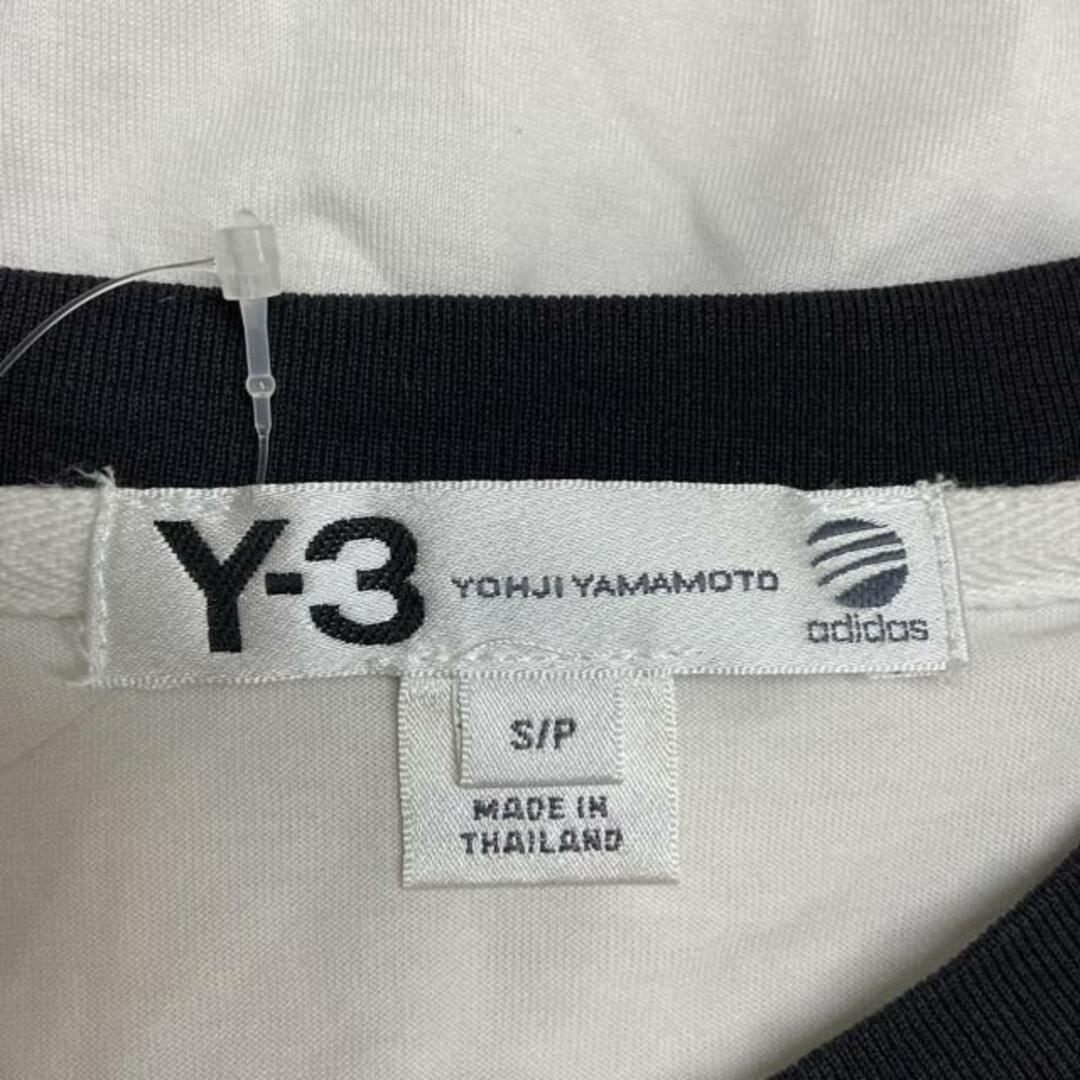 Y-3 YOHJI YAMAMOTO adidas
S/P
MADE IN
THAILAND